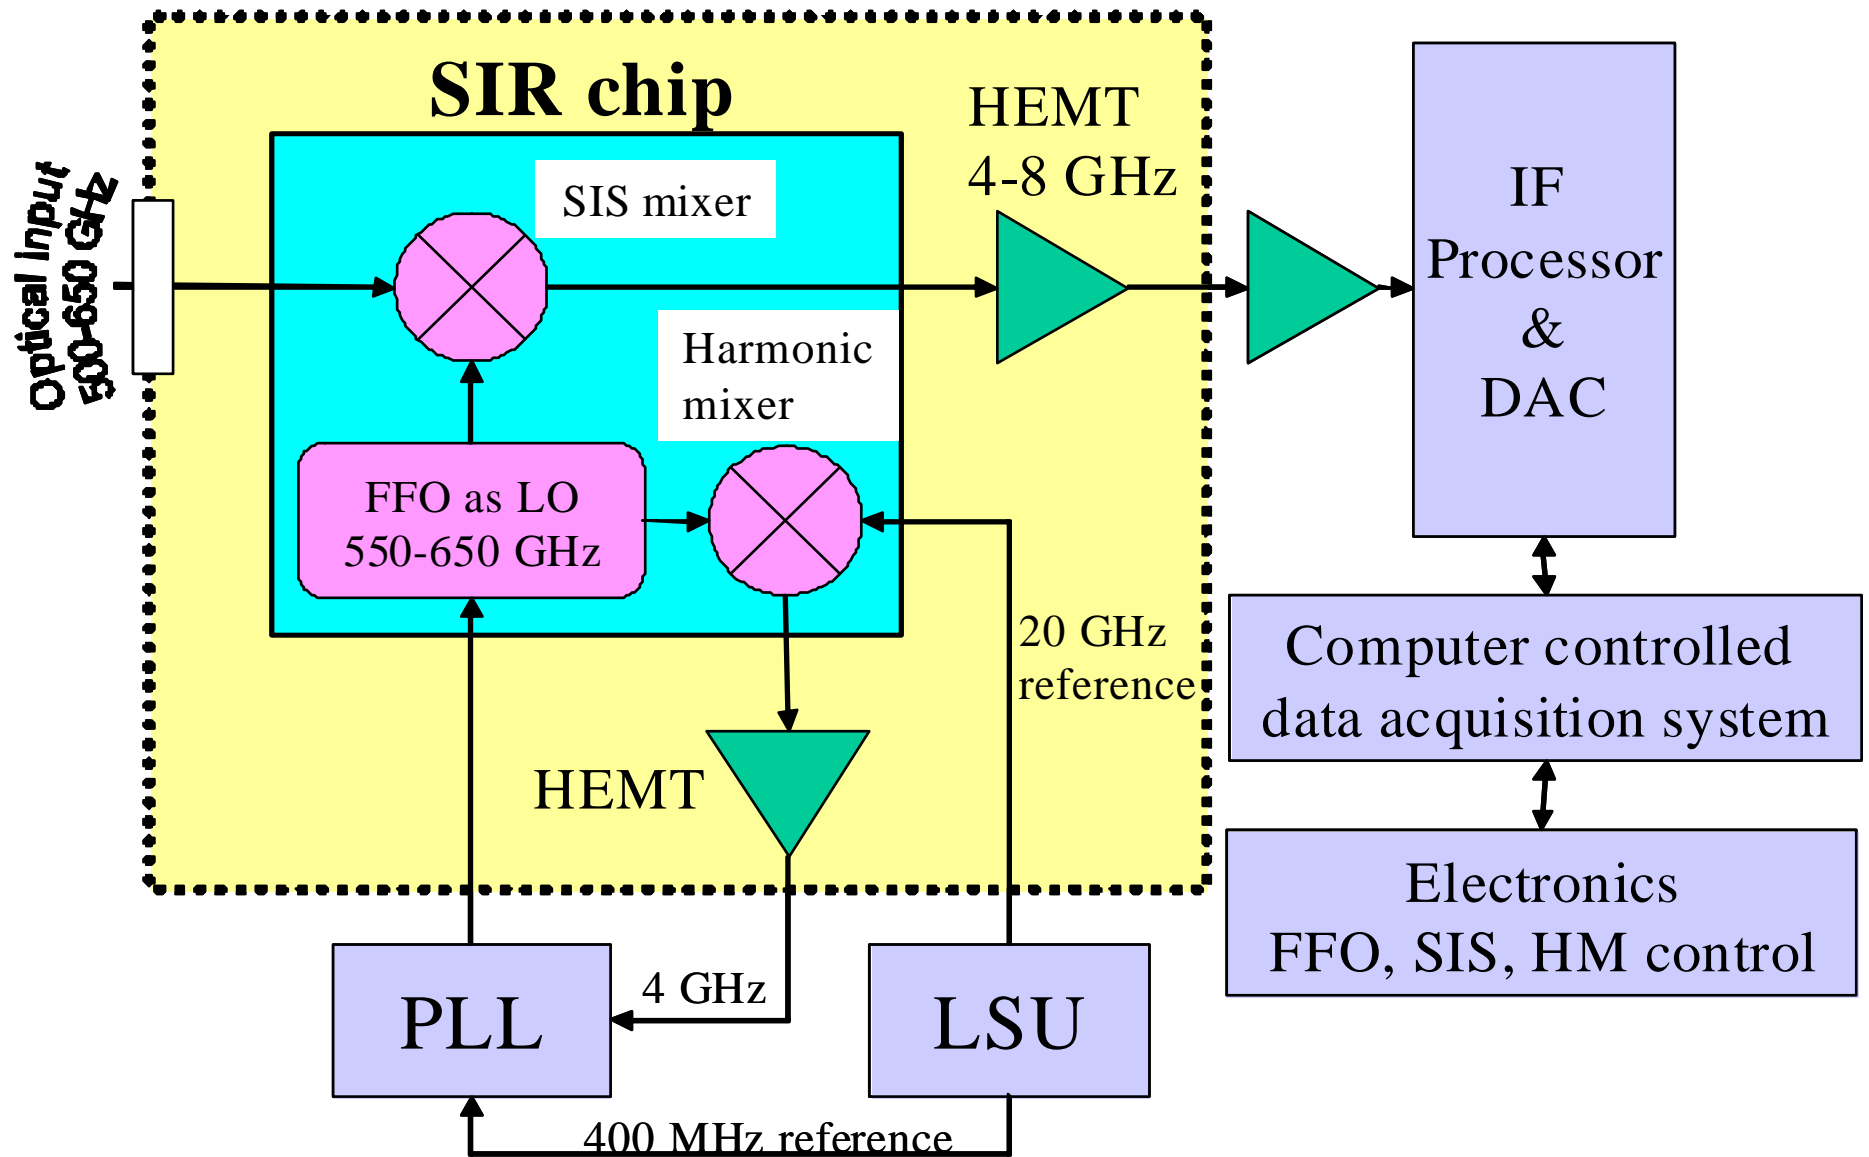 SIR chip
HEMT
4-8 GHz
Optical input
500-650 GHz
SIS mixer
Harmonic
mixer
FFO as LO
550-650 GHz
20 GHz
reference
HEMT
4 GHz
PLL
LSU
400 MHz reference
IF
Processor
&
DAC
Computer controlled
data acquisition system
Electronics
FFO, SIS, HM control